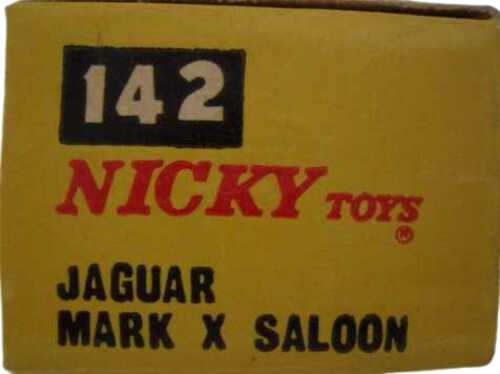 142
NICKY TOYS
®
JAGUAR
MARK X SALOON